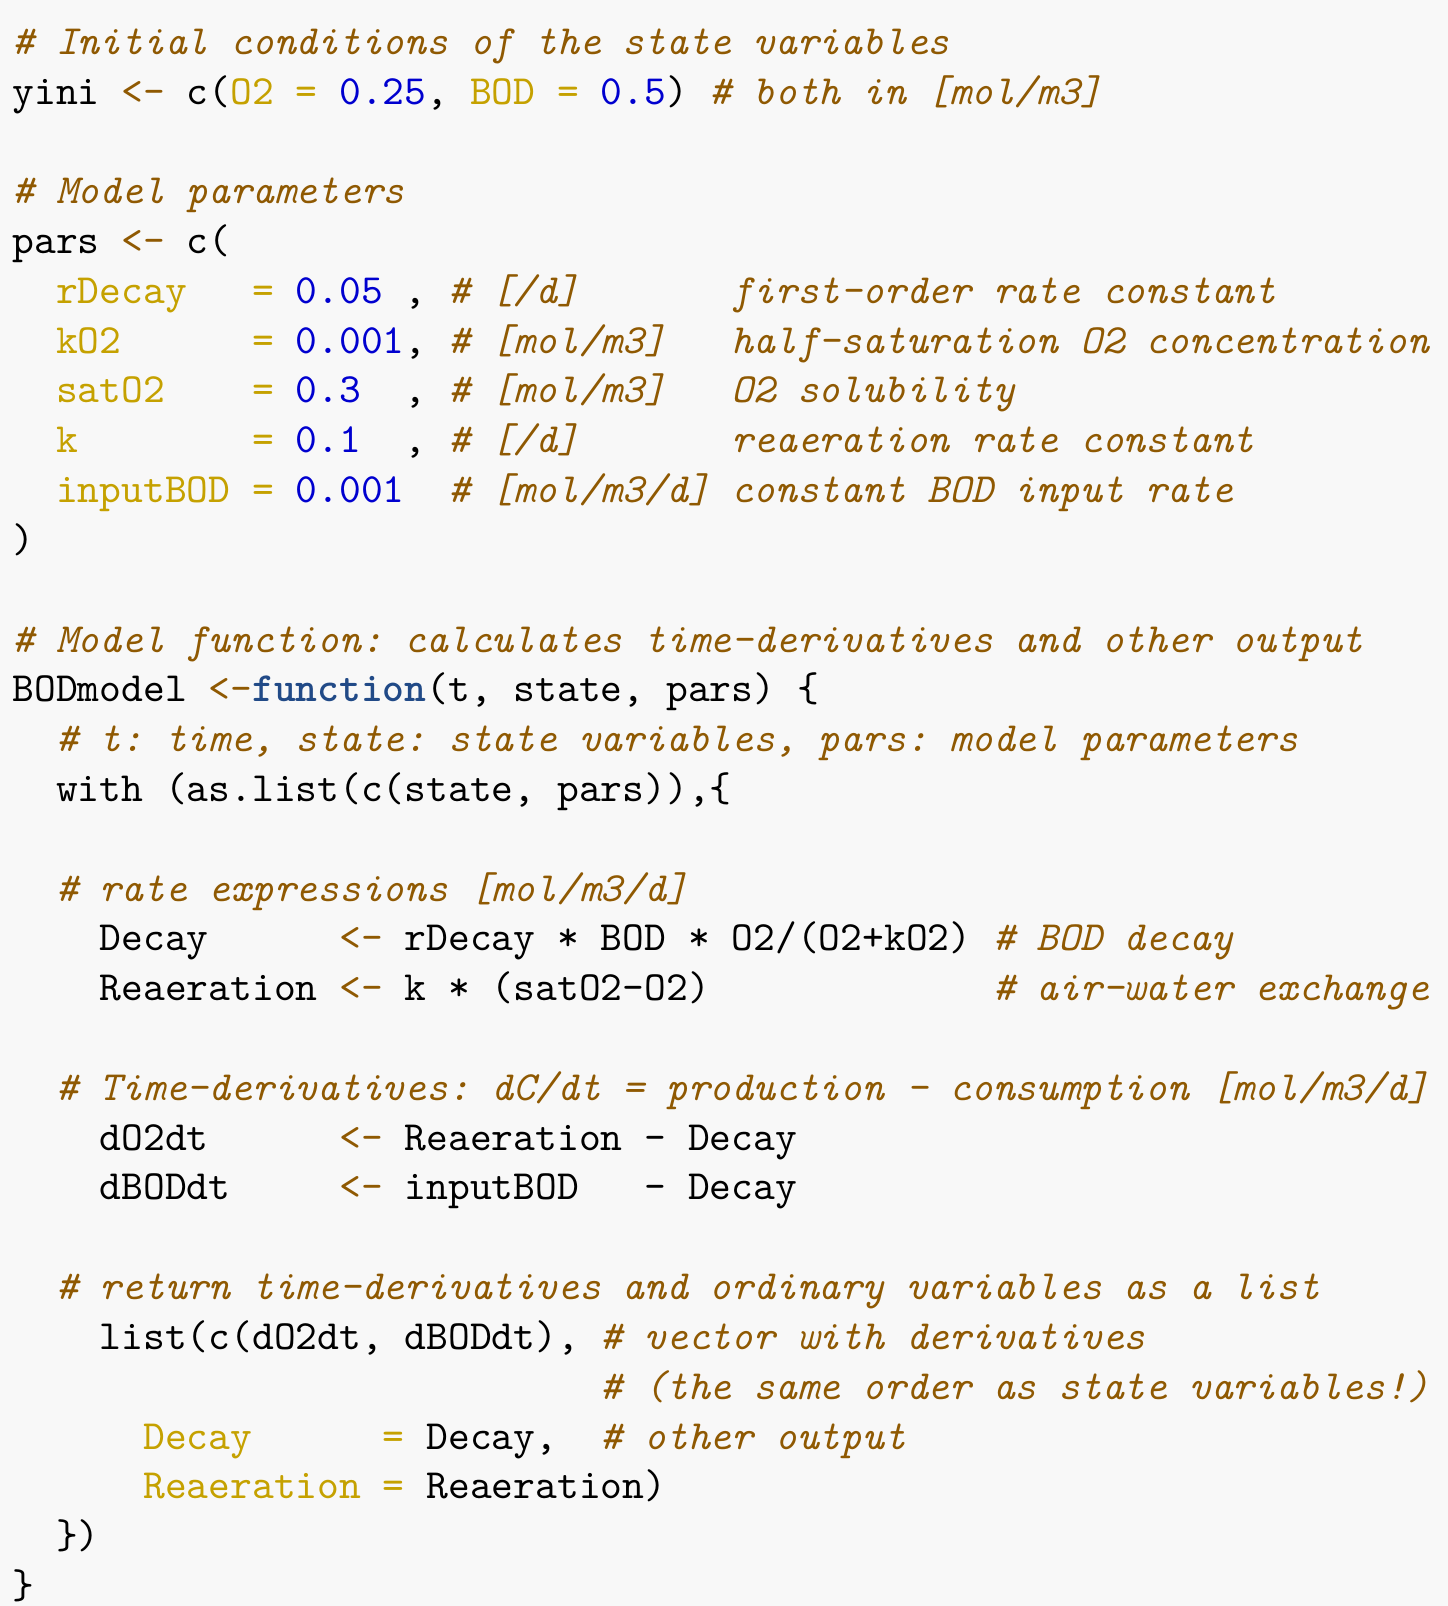 # Initial conditions of the state variables
yini <- c(O2 = 0.25, BOD = 0.5) # both in [mol/m3]
# Model parameters
pars <- c(
  rDecay   = 0.05 , # [/d]       first-order rate constant
  kO2      = 0.001, # [mol/m3]   half-saturation O2 concentration
  satO2    = 0.3  , # [mol/m3]   O2 solubility
  k        = 0.1  , # [/d]       reaeration rate constant
  inputBOD = 0.001  # [mol/m3/d] constant BOD input rate
)
# Model function: calculates time-derivatives and other output
BODmodel <-function(t, state, pars) {
  # t: time, state: state variables, pars: model parameters
  with (as.list(c(state, pars)),{
  # rate expressions [mol/m3/d]
    Decay      <- rDecay * BOD * O2/(O2+kO2) # BOD decay
    Reaeration <- k * (satO2-O2)             # air-water exchange
  # Time-derivatives: dC/dt = production - consumption [mol/m3/d]
    dO2dt      <- Reaeration - Decay
    dBODdt     <- inputBOD   - Decay
  # return time-derivatives and ordinary variables as a list
    list(c(dO2dt, dBODdt), # vector with derivatives
                           # (the same order as state variables!)
      Decay      = Decay,  # other output
      Reaeration = Reaeration)
  })
}